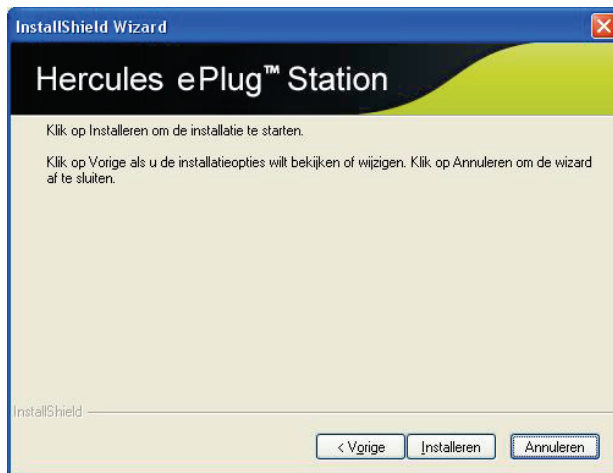 InstallShield Wizard
Hercules ePlug™ Station
Klik op Installeren om de installatie te starten.
Klik op Vorige als u de installatieopties wilt bekijken of wijzigen. Klik op Annuleren om de wizard
af te sluiten.
InstallShield
< Vorige
Installeren
Annuleren